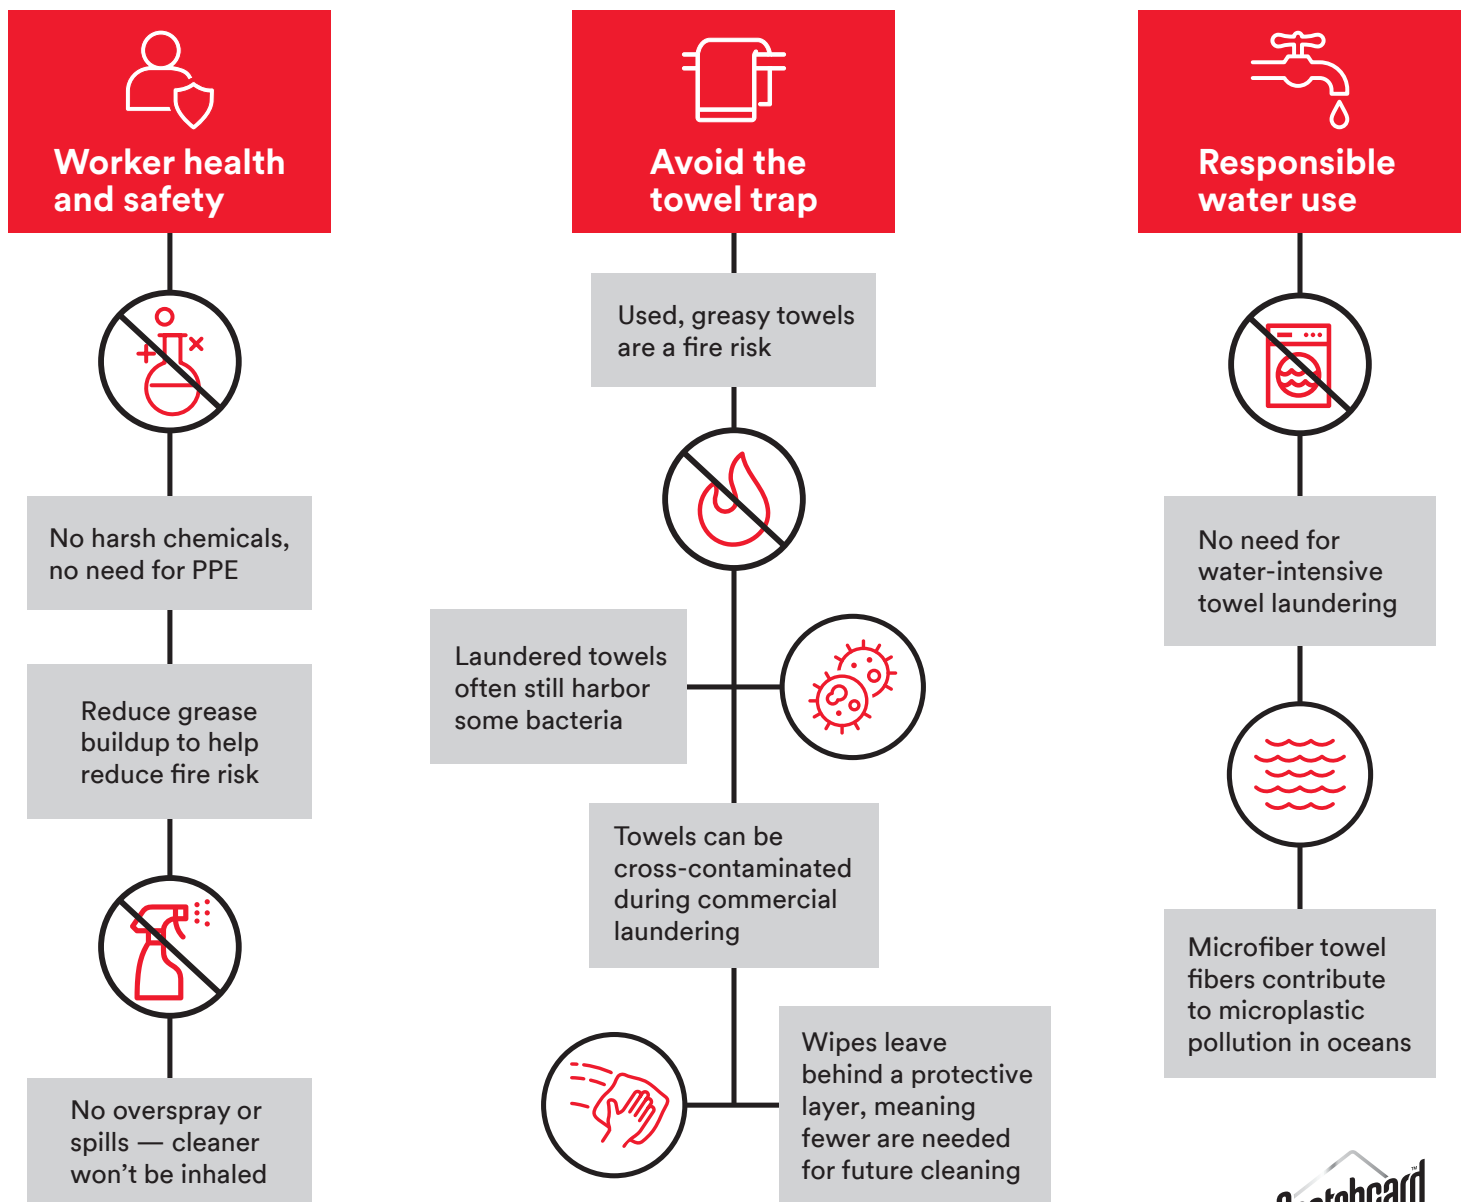 Worker health
and safety
No harsh chemicals,
no need for PPE
Reduce grease
buildup to help
reduce fire risk
No overspray or
spills — cleaner
won’t be inhaled
Avoid the
towel trap
Used, greasy towels
are a fire risk
Laundered towels
often still harbor
some bacteria
Towels can be
cross-contaminated
during commercial
laundering
Wipes leave
behind a protective
layer, meaning
fewer are needed
for future cleaning
Responsible
water use
No need for
water-intensive
towel laundering
Microfiber towel
fibers contribute
to microplastic
pollution in oceans